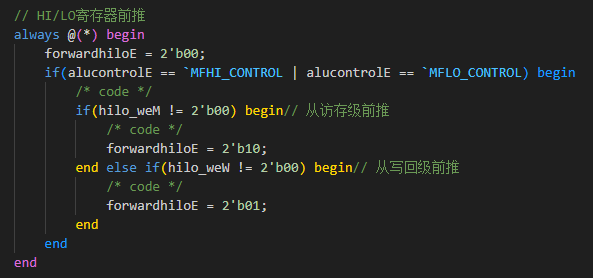 // HI/LO寄存器前推
always @(*) begin
    forwardhiloE = 2'b00;
    if(alucontrolE == `MFHI_CONTROL | alucontrolE == `MFLO_CONTROL) begin
        /* code */
        if(hilo_weM != 2'b00) begin// 从访存级前推
            /* code */
            forwardhiloE = 2'b10;
        end else if(hilo_weW != 2'b00) begin// 从写回级前推
            /* code */
            forwardhiloE = 2'b01;
        end
    end
end